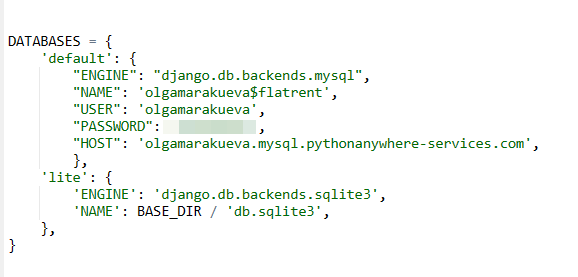 DATABASES = {
    'default': {
        "ENGINE": "django.db.backends.mysql",
        "NAME": 'olgamarakueva$flatrent',
        "USER": 'olgamarakueva',
        "PASSWORD": ,
        "HOST": 'olgamarakueva.mysql.pythonanywhere-services.com',
        },
    'lite': {
        'ENGINE': 'django.db.backends.sqlite3',
        'NAME': BASE_DIR / 'db.sqlite3',
    },
}